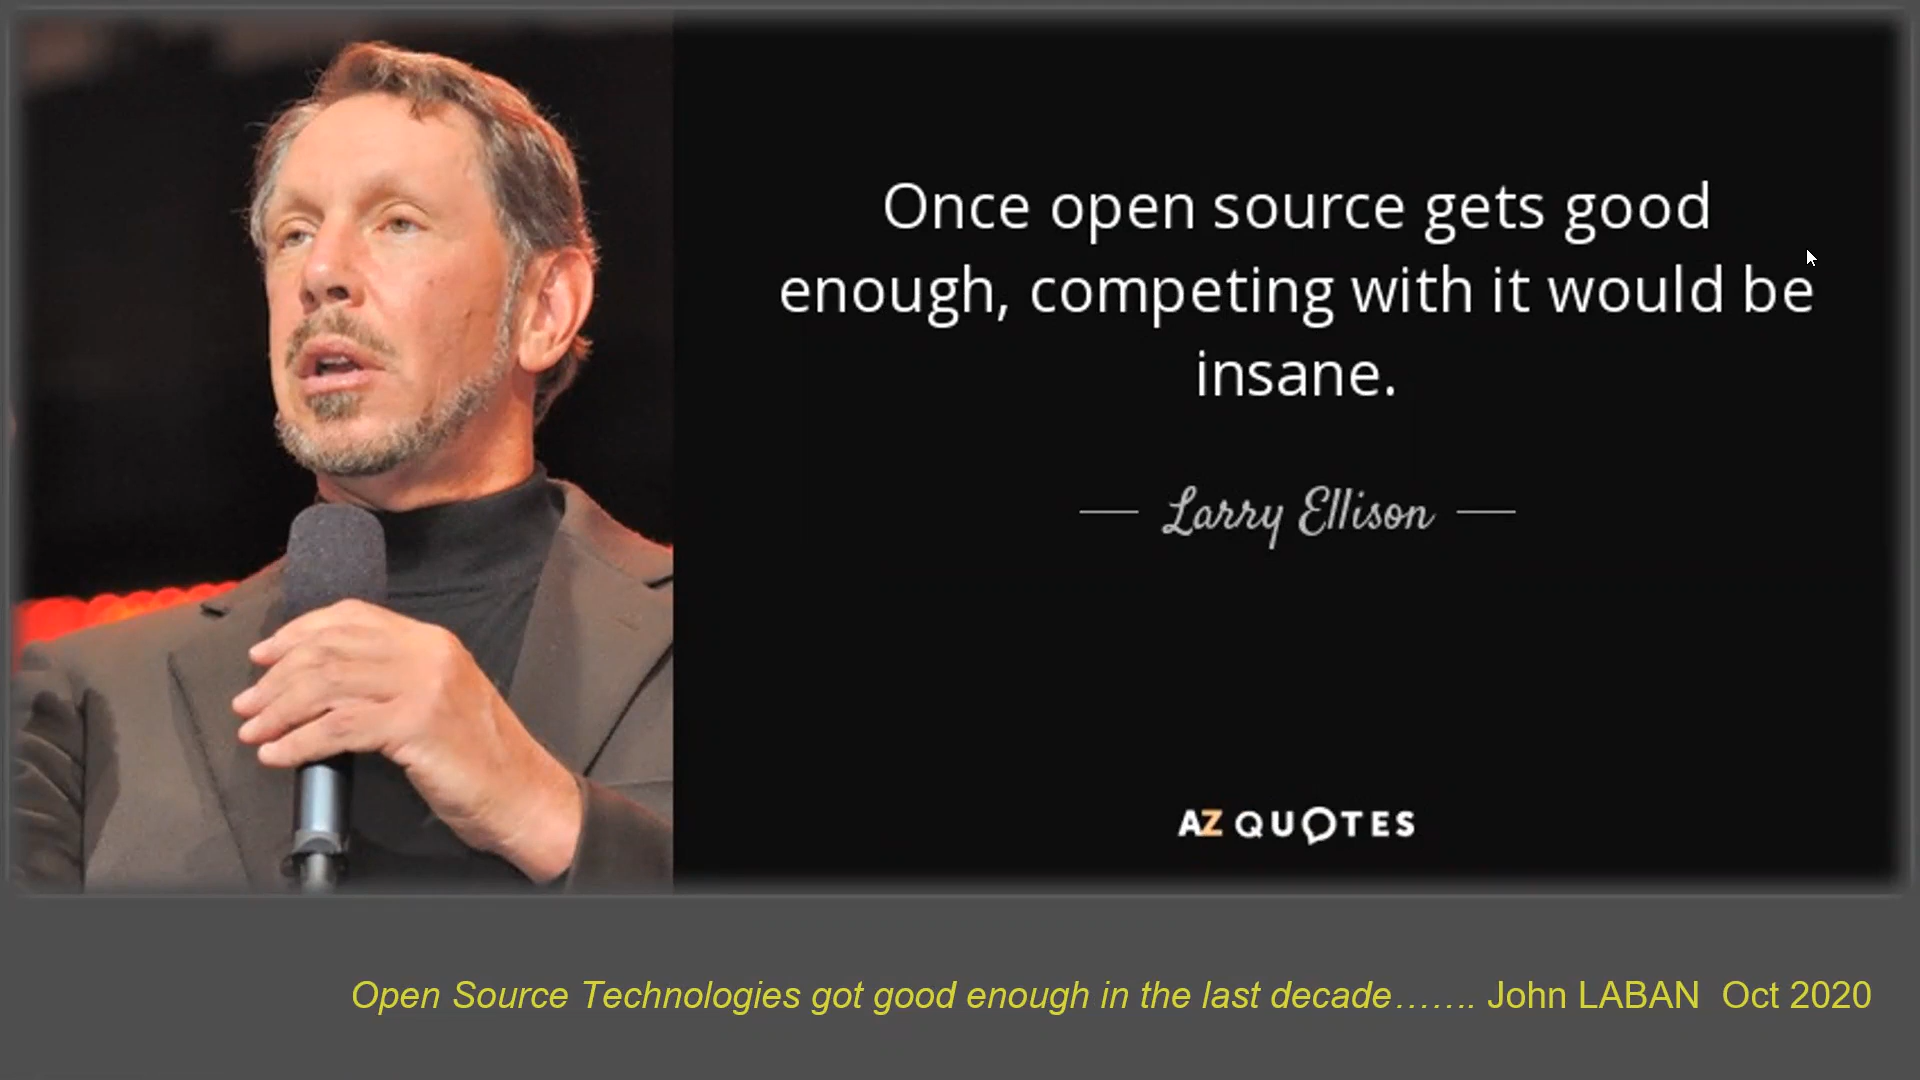 Once open source gets good
enough, competing with it would be
insane.
Larry Ellison
AZ QUOTES
Open Source Technologies got good enough in the last decade……. John LABAN  Oct 2020